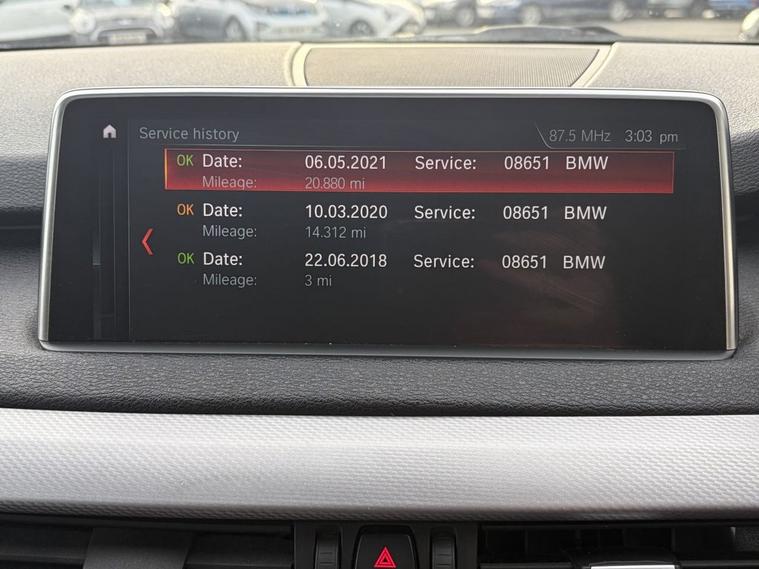 Service history 87.5 MHz 3:03 pm
OK Date: 06.05.2021 Service: 08651 BMW
Mileage: 20.880 mi
OK Date: 10.03.2020 Service: 08651 BMW
Mileage: 14.312 mi
OK Date: 22.06.2018 Service: 08651 BMW
Mileage: 3 mi